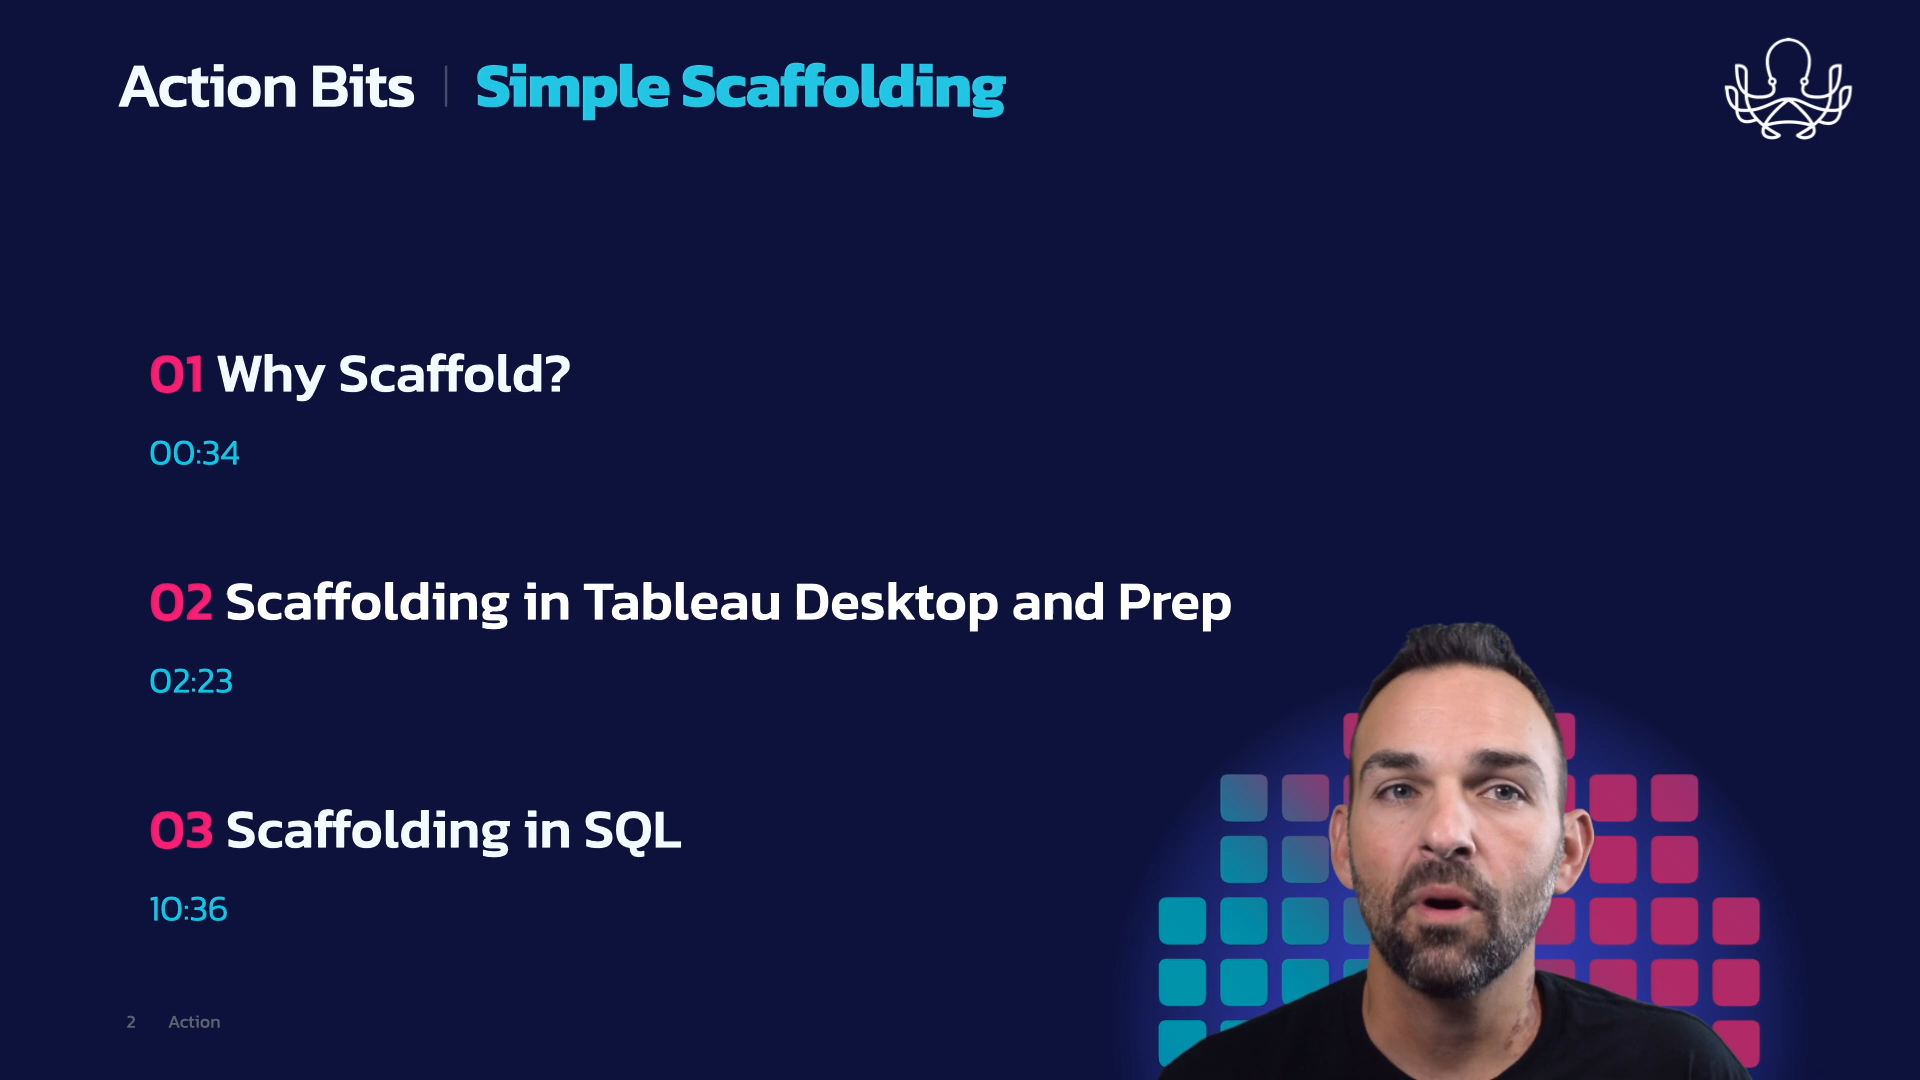 Action Bits | Simple Scaffolding
01 Why Scaffold?
00:34
02 Scaffolding in Tableau Desktop and Prep
02:23
03 Scaffolding in SQL
10:36
2 Action